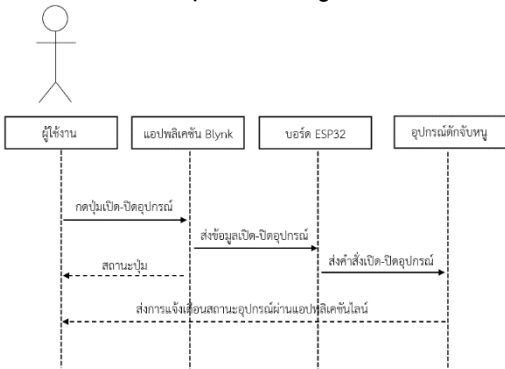 ผู้ใช้งาน
แอปพลิเคชัน Blynk
บอร์ด ESP32
อุปกรณ์ดักจับหนู
กดปุ่มเปิด-ปิดอุปกรณ์
ส่งข้อมูลเปิด-ปิดอุปกรณ์
สถานะปุ่ม
ส่งคำสั่งเปิด-ปิดอุปกรณ์
ส่งการแจ้งเตือนสถานะอุปกรณ์ผ่านแอปพลิเคชันไลน์